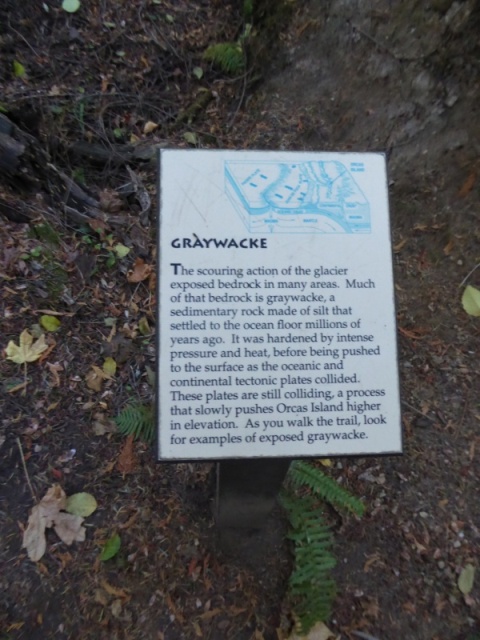 GRAYWACKE
The scouring action of the glacier
exposed bedrock in many areas. Much
of that bedrock is graywacke, a
sedimentary rock made of silt that
settled to the ocean floor millions of
years ago. It was hardened by intense
pressure and heat, before being pushed
to the surface as the oceanic and
continental tectonic plates collided.
These plates are still colliding, a process
that slowly pushes Orcas Island higher
in elevation. As you walk the trail, look
for examples of exposed graywacke.